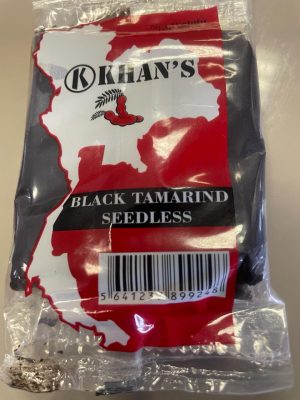 K KHAN'S
BLACK TAMARIND
SEEDLESS